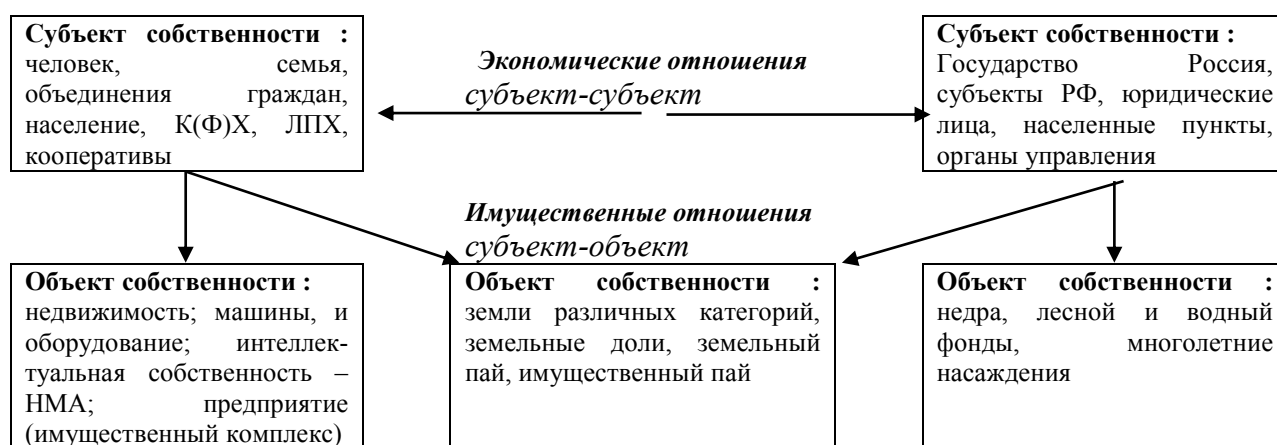 Субъект собственности :
человек, семья,
объединения граждан,
население, К(Ф)Х, ЛПХ,
кооперативы
Экономические отношения
субъект-субъект
Субъект собственности :
Государство Россия,
субъекты РФ, юридические
лица, населенные пункты,
органы управления
Имущественные отношения
субъект-объект
Объект собственности :
недвижимость; машины, и
оборудование; интеллек-
туальная собственность –
НМА; предприятие
(имущественный комплекс)
Объект собственности :
земли различных категорий,
земельные доли, земельный
пай, имущественный пай
Объект собственности :
недра, лесной и водный
фонды, многолетние
насаждения